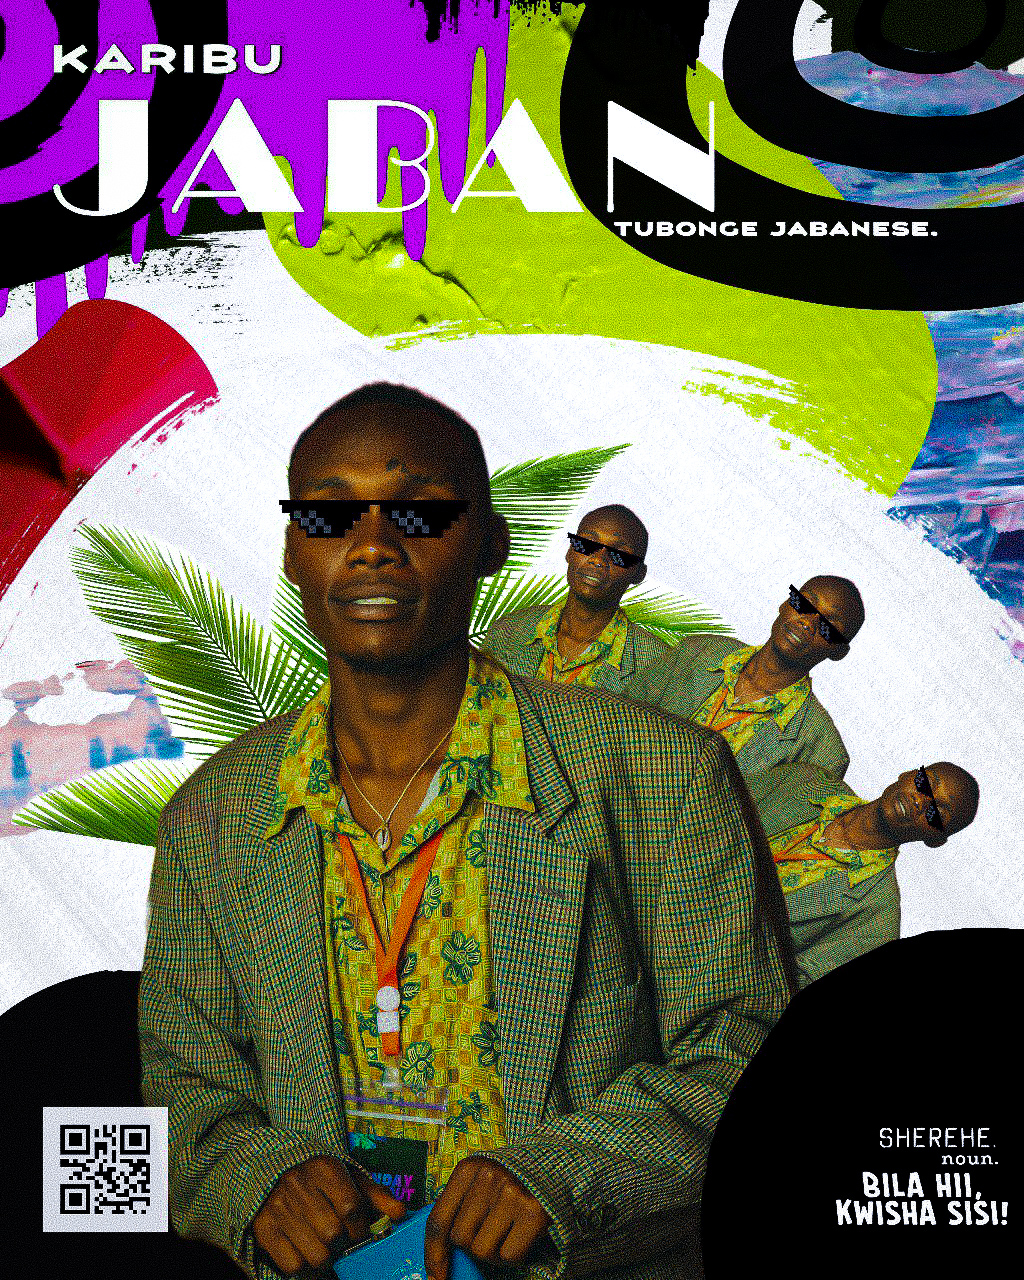 KARIBU
JABAN
TUBONGE JABANESE.
SHEREHE.
noun.
BILA HII,
KWISHA SISI!